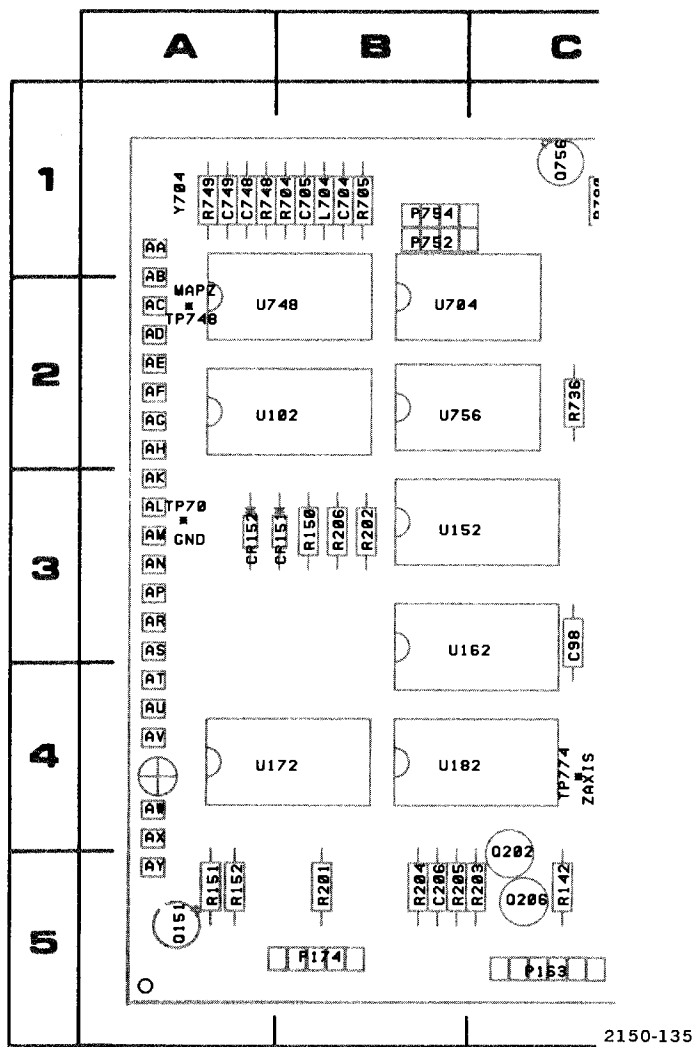 A B C
1
Y704 R749 C749 C748 R748 R704 C705 L704 C704 R705 Q756
P754
P752
AA
AB
MAPZ
AC
TP748
U748 U704
AD
2
AE
AF
AG
U102 U756 R736
AH
AK
AL TP70
AM
GND
CR152 CR151 R150 R206 R202 U152
3
AN
AP
AR
AS
U162 C98
AT
AU
AV
4
U172 U182 TP774 ZAXIS
AW
AX
AY
R151 R152 R201 R204 C206 R205 R203 Q202 R142
Q206
Q151
5
P174 P163
2150-135